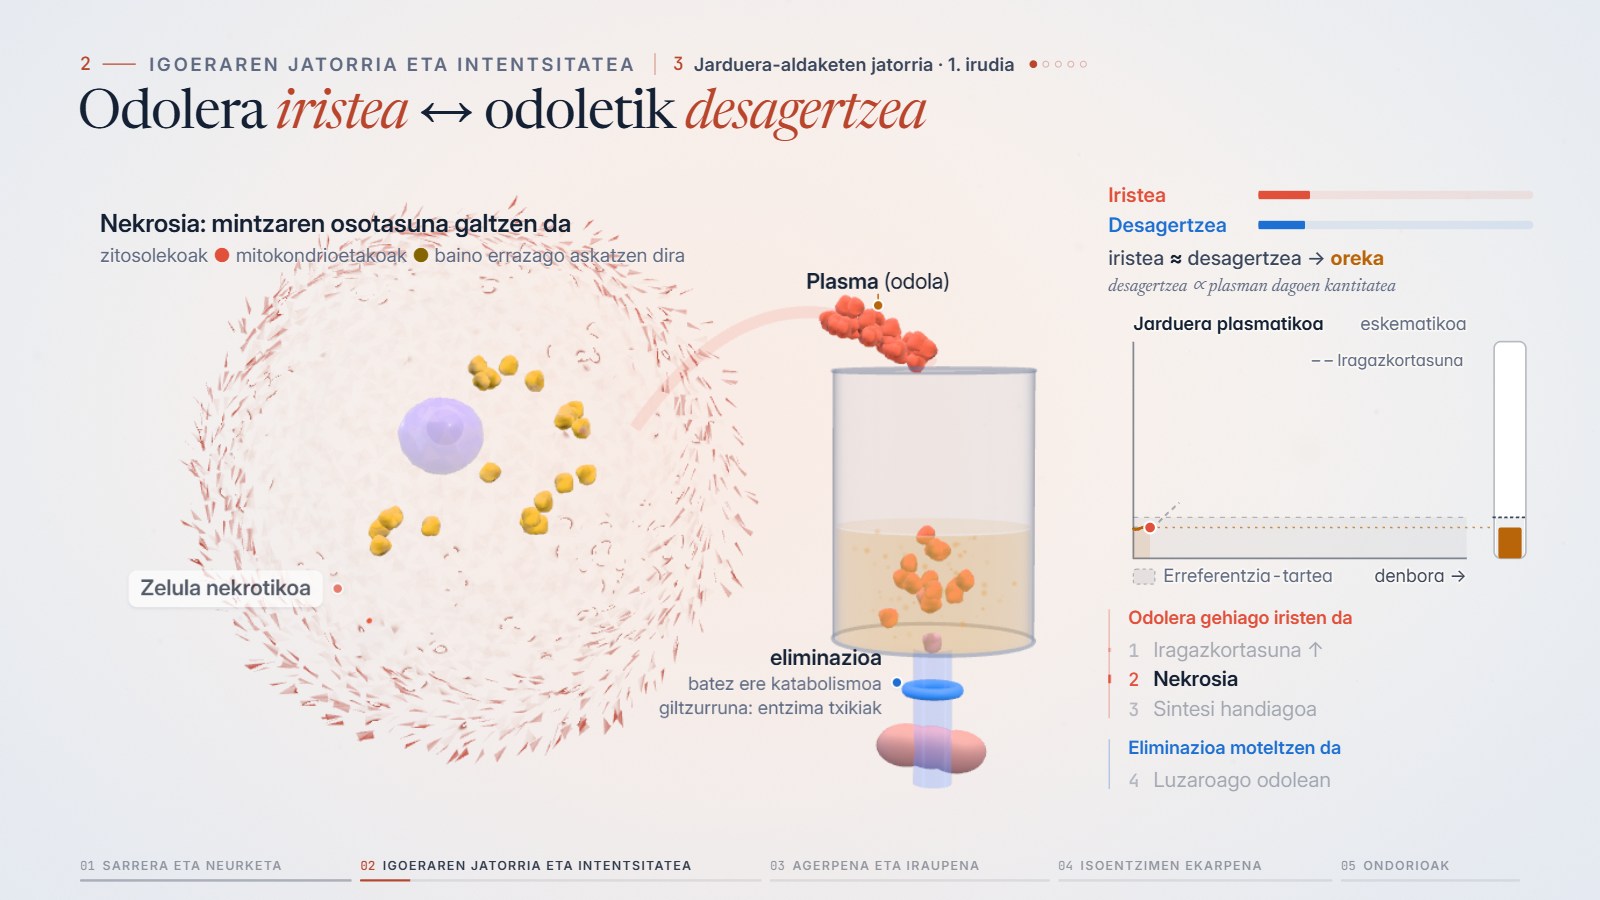 2 — IGOERAREN JATORRIA ETA INTENTSITATEA | 3 Jarduera-aldaketen jatorria · 1. irudia
Odolera iristea ↔ odoletik desagertzea
Nekrosia: mintzaren osotasuna galtzen da
zitosolekoak mitokondrioetakoak baino errazago askatzen dira
Plasma (odola)
Zelula nekrotikoa
eliminazioa
batez ere katabolismoa
giltzurruna: entzima txikiak
Iristea
Desagertzea
iristea ≈ desagertzea → oreka
desagertzea ∝ plasman dagoen kantitatea
Jarduera plasmatikoa eskematikoa
-- Iragazkortasuna
Erreferentzia-tartea denbora →
Odolera gehiago iristen da
1 Iragazkortasuna ↑
2 Nekrosia
3 Sintesi handiagoa
Eliminazioa moteltzen da
4 Luzaroago odolean
01 SARRERA ETA NEURKETA
02 IGOERAREN JATORRIA ETA INTENTSITATEA
03 AGERPENA ETA IRAUPENA
04 ISOENTZIMEN EKARPENA
05 ONDORIOAK